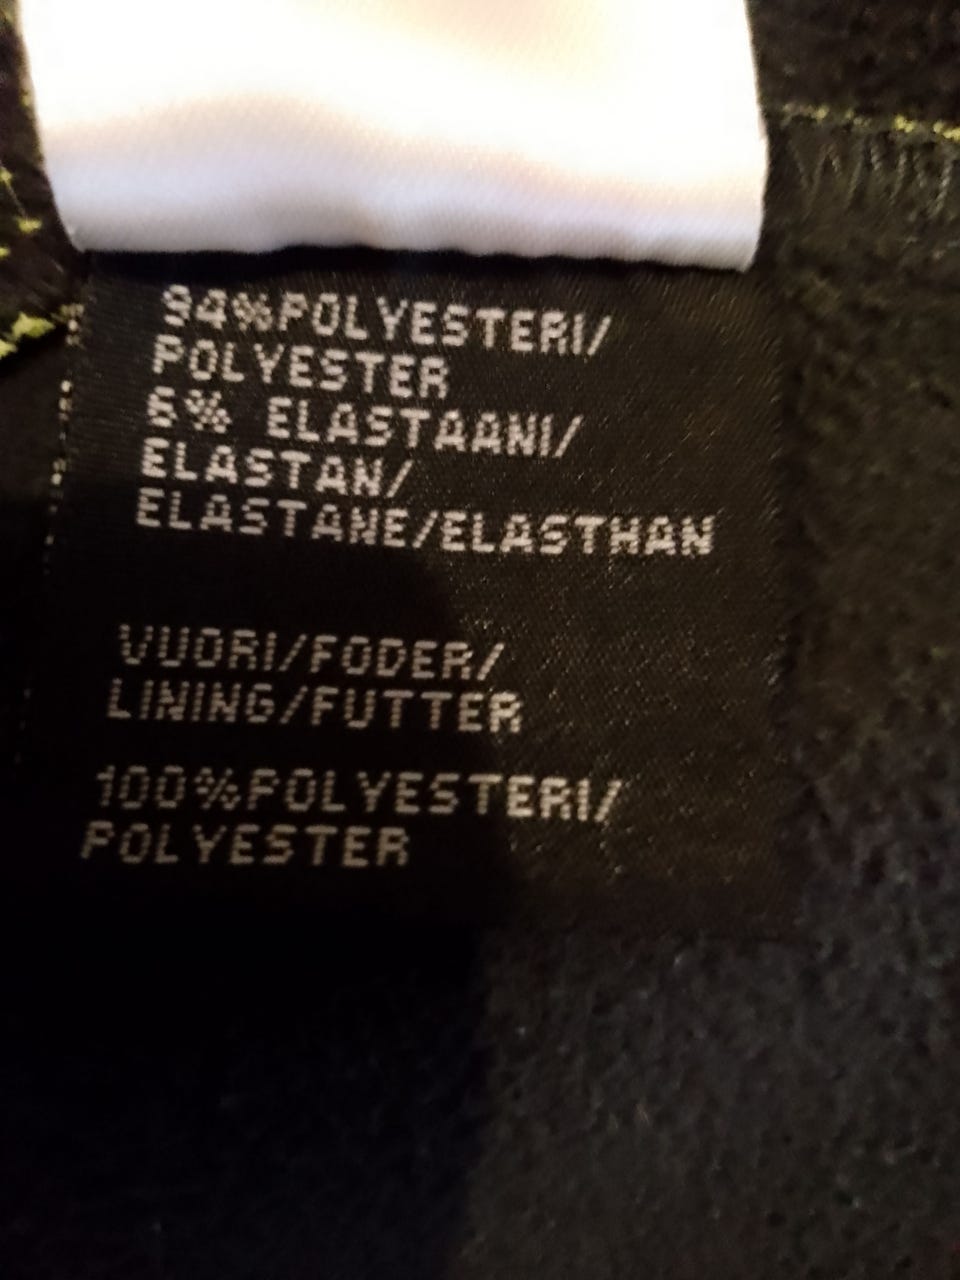 94%POLYESTERI/
POLYESTER
6% ELASTAANI/
ELASTAN/
ELASTANE/ELASTHAN
VUORI/FODER/
LINING/FUTTER
100%POLYESTERI/
POLYESTER